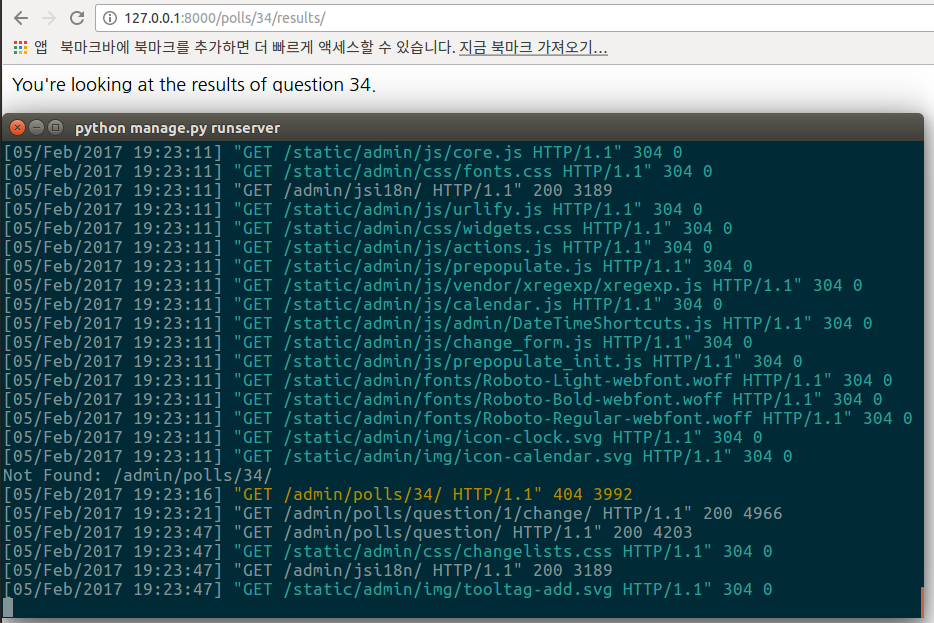 127.0.0.1:8000/polls/34/results/
앱 북마크바에 북마크를 추가하면 더 빠르게 액세스할 수 있습니다. 지금 북마크 가져오기...
You're looking at the results of question 34.
python manage.py runserver
[05/Feb/2017 19:23:11] "GET /static/admin/js/core.js HTTP/1.1" 304 0
[05/Feb/2017 19:23:11] "GET /static/admin/css/fonts.css HTTP/1.1" 304 0
[05/Feb/2017 19:23:11] "GET /admin/jsi18n/ HTTP/1.1" 200 3189
[05/Feb/2017 19:23:11] "GET /static/admin/js/urlify.js HTTP/1.1" 304 0
[05/Feb/2017 19:23:11] "GET /static/admin/css/widgets.css HTTP/1.1" 304 0
[05/Feb/2017 19:23:11] "GET /static/admin/js/actions.js HTTP/1.1" 304 0
[05/Feb/2017 19:23:11] "GET /static/admin/js/prepopulate.js HTTP/1.1" 304 0
[05/Feb/2017 19:23:11] "GET /static/admin/js/vendor/xregexp/xregexp.js HTTP/1.1" 304 0
[05/Feb/2017 19:23:11] "GET /static/admin/js/calendar.js HTTP/1.1" 304 0
[05/Feb/2017 19:23:11] "GET /static/admin/js/admin/DateTimeShortcuts.js HTTP/1.1" 304 0
[05/Feb/2017 19:23:11] "GET /static/admin/js/change_form.js HTTP/1.1" 304 0
[05/Feb/2017 19:23:11] "GET /static/admin/js/prepopulate_init.js HTTP/1.1" 304 0
[05/Feb/2017 19:23:11] "GET /static/admin/fonts/Roboto-Light-webfont.woff HTTP/1.1" 304 0
[05/Feb/2017 19:23:11] "GET /static/admin/fonts/Roboto-Bold-webfont.woff HTTP/1.1" 304 0
[05/Feb/2017 19:23:11] "GET /static/admin/fonts/Roboto-Regular-webfont.woff HTTP/1.1" 304 0
[05/Feb/2017 19:23:11] "GET /static/admin/img/icon-clock.svg HTTP/1.1" 304 0
[05/Feb/2017 19:23:11] "GET /static/admin/img/icon-calendar.svg HTTP/1.1" 304 0
Not Found: /admin/polls/34/
[05/Feb/2017 19:23:16] "GET /admin/polls/34/ HTTP/1.1" 404 3992
[05/Feb/2017 19:23:21] "GET /admin/polls/question/1/change/ HTTP/1.1" 200 4966
[05/Feb/2017 19:23:47] "GET /admin/polls/question/ HTTP/1.1" 200 4203
[05/Feb/2017 19:23:47] "GET /static/admin/css/changelists.css HTTP/1.1" 304 0
[05/Feb/2017 19:23:47] "GET /admin/jsi18n/ HTTP/1.1" 200 3189
[05/Feb/2017 19:23:47] "GET /static/admin/img/tooltag-add.svg HTTP/1.1" 304 0